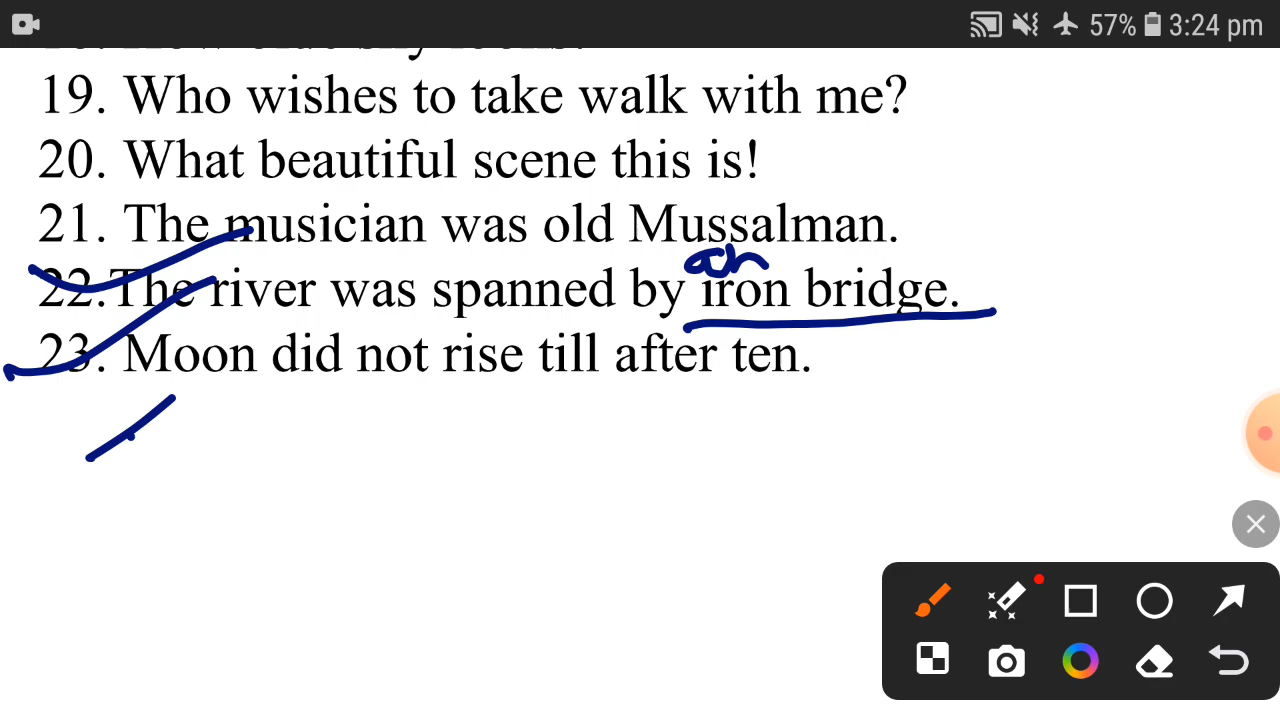 57% 3:24 pm
19. Who wishes to take walk with me?
20. What beautiful scene this is!
21. The musician was old Mussalman.
an
22.The river was spanned by iron bridge.
23. Moon did not rise till after ten.